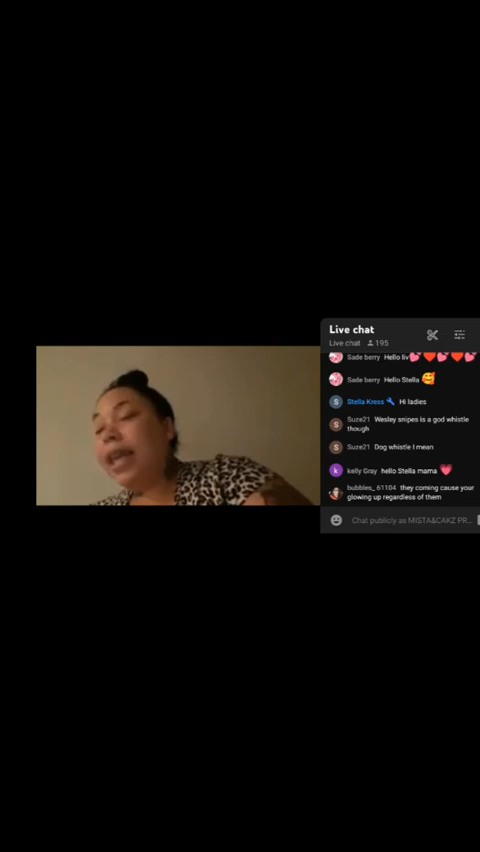 Live chat
Live chat 195
Sade berry Hello liv💕❤️💕❤️💕
Sade berry Hello Stella 🥰
S Stella Kress 🔧 Hi ladies
S Suze21 Wesley snipes is a god whistle
though
S Suze21 Dog whistle I mean
k kelly Gray hello Stella mama 💗
bubbles_ 61104 they coming cause your
glowing up regardless of them
Chat publicly as MISTA&CAKZ PR...